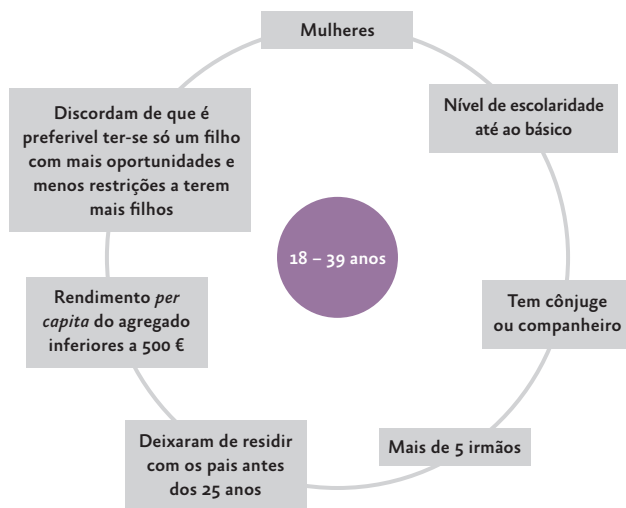 Mulheres
Nível de escolaridade
até ao básico
Tem cônjuge
ou companheiro
Mais de 5 irmãos
Deixaram de residir
com os pais antes
dos 25 anos
Rendimento per
capita do agregado
inferiores a 500 €
Discordam de que é
preferivel ter-se só um filho
com mais oportunidades e
menos restrições a terem
mais filhos
18 – 39 anos